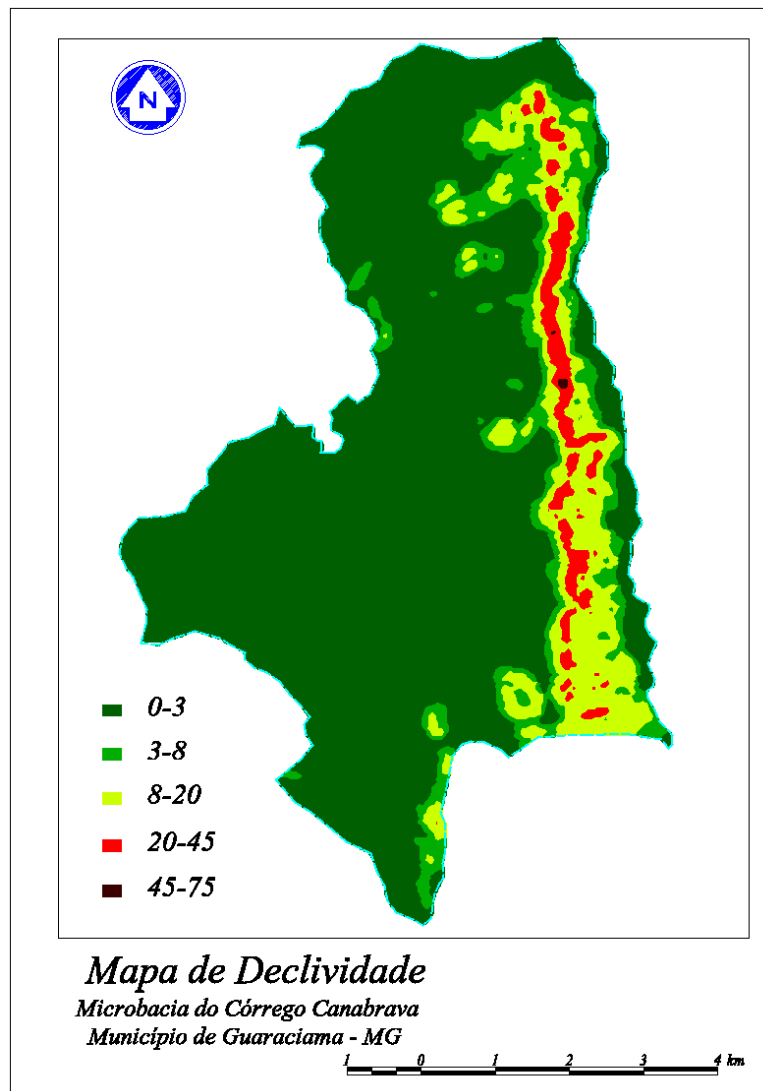 N
0-3
3-8
8-20
20-45
45-75
Mapa de Declividade
Microbacia do Córrego Canabrava
Município de Guaraciama - MG
1 0 1 2 3 4 km